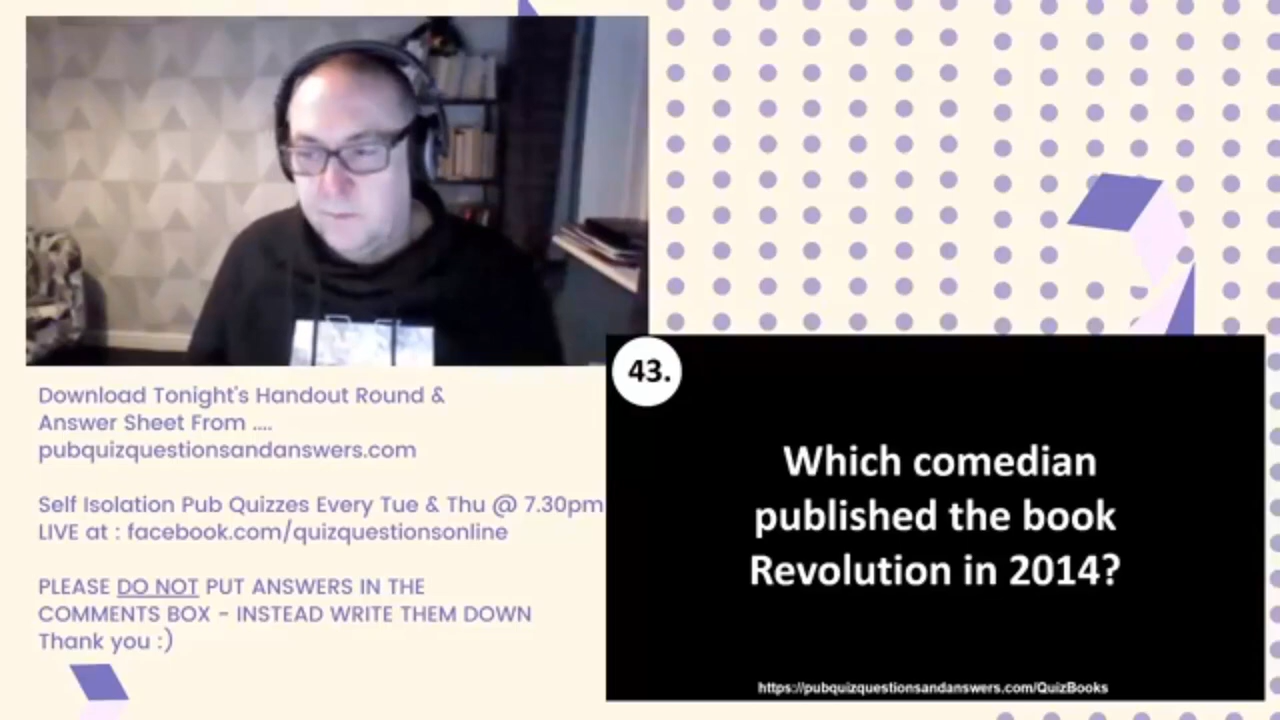 Download Tonight's Handout Round &
Answer Sheet From ....
pubquizquestionsandanswers.com
Self Isolation Pub Quizzes Every Tue & Thu @ 7.30pm
LIVE at : facebook.com/quizquestionsonline
PLEASE DO NOT PUT ANSWERS IN THE
COMMENTS BOX - INSTEAD WRITE THEM DOWN
Thank you :)
43.
Which comedian
published the book
Revolution in 2014?
https://pubquizquestionsandanswers.com/QuizBooks